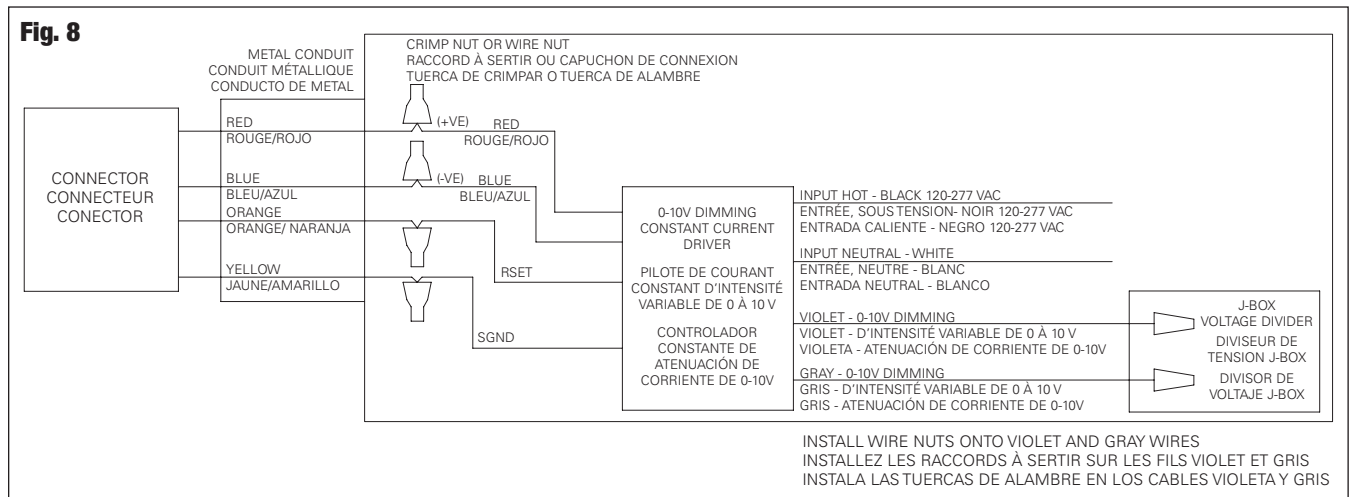 Fig. 8
METAL CONDUIT
CONDUIT MÉTALLIQUE
CONDUCTO DE METAL
CRIMP NUT OR WIRE NUT
RACCORD À SERTIR OU CAPUCHON DE CONNEXION
TUERCA DE CRIMPAR O TUERCA DE ALAMBRE
CONNECTOR
CONNECTEUR
CONECTOR
RED
ROUGE/ROJO
(+VE) RED
ROUGE/ROJO
BLUE
BLEU/AZUL
(-VE) BLUE
BLEU/AZUL
ORANGE
ORANGE/ NARANJA
RSET
YELLOW
JAUNE/AMARILLO
SGND
0-10V DIMMING
CONSTANT CURRENT
DRIVER
PILOTE DE COURANT
CONSTANT D'INTENSITÉ
VARIABLE DE 0 À 10 V
CONTROLADOR
CONSTANTE DE
ATENUACIÓN DE
CORRIENTE DE 0-10V
INPUT HOT - BLACK 120-277 VAC
ENTRÉE, SOUS TENSION- NOIR 120-277 VAC
ENTRADA CALIENTE - NEGRO 120-277 VAC
INPUT NEUTRAL - WHITE
ENTRÉE, NEUTRE - BLANC
ENTRADA NEUTRAL - BLANCO
VIOLET - 0-10V DIMMING
VIOLET - D'INTENSITÉ VARIABLE DE 0 À 10 V
VIOLETA - ATENUACIÓN DE CORRIENTE DE 0-10V
GRAY - 0-10V DIMMING
GRIS - D'INTENSITÉ VARIABLE DE 0 À 10 V
GRIS - ATENUACIÓN DE CORRIENTE DE 0-10V
J-BOX
VOLTAGE DIVIDER
DIVISEUR DE
TENSION J-BOX
DIVISOR DE
VOLTAJE J-BOX
INSTALL WIRE NUTS ONTO VIOLET AND GRAY WIRES
INSTALLEZ LES RACCORDS À SERTIR SUR LES FILS VIOLET ET GRIS
INSTALA LAS TUERCAS DE ALAMBRE EN LOS CABLES VIOLETA Y GRIS